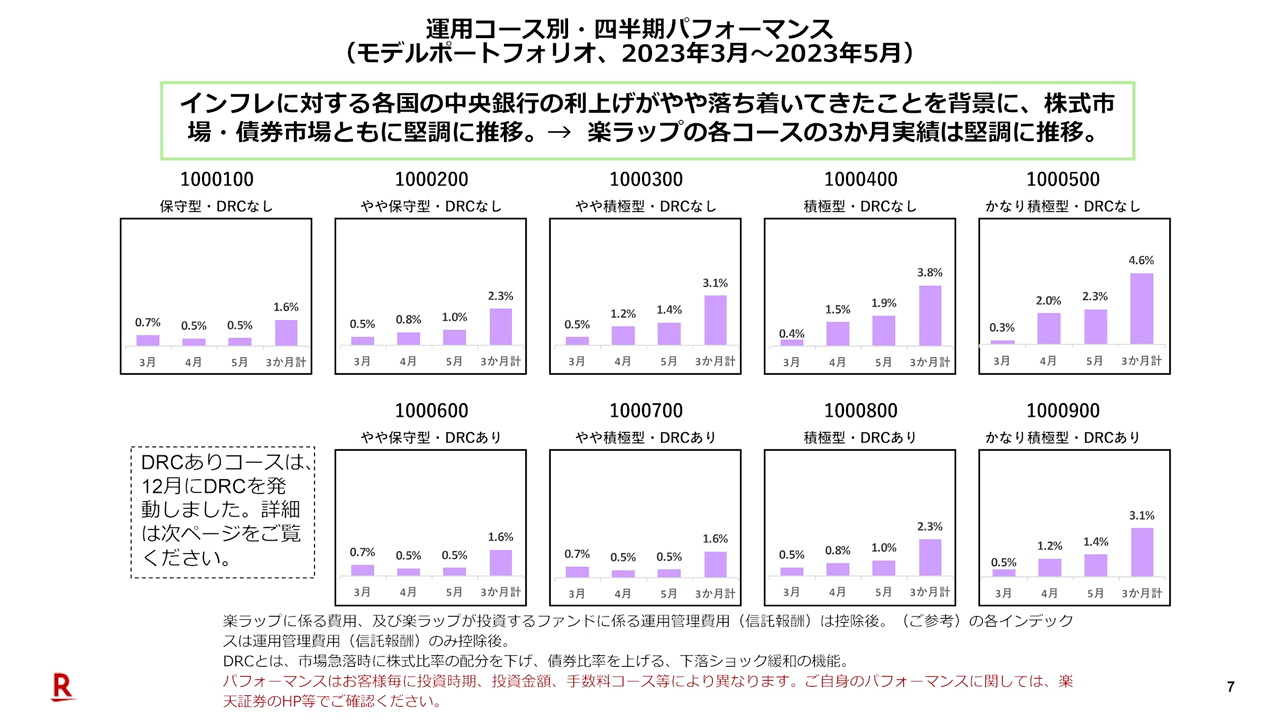 運用コース別・四半期パフォーマンス
（モデルポートフォリオ、2023年3月～2023年5月）
インフレに対する各国の中央銀行の利上げがやや落ち着いてきたことを背景に、株式市
場・債券市場ともに堅調に推移。→ 楽ラップの各コースの3か月実績は堅調に推移。
1000100
保守型・DRCなし
0.7% 0.5% 0.5% 1.6%
3月 4月 5月 3か月計
1000200
やや保守型・DRCなし
0.5% 0.8% 1.0% 2.3%
3月 4月 5月 3か月計
1000300
やや積極型・DRCなし
0.5% 1.2% 1.4% 3.1%
3月 4月 5月 3か月計
1000400
積極型・DRCなし
0.4% 1.5% 1.9% 3.8%
3月 4月 5月 3か月計
1000500
かなり積極型・DRCなし
0.3% 2.0% 2.3% 4.6%
3月 4月 5月 3か月計
DRCありコースは、
12月にDRCを発
動しました。詳細
は次ページをご覧
ください。
1000600
やや保守型・DRCあり
0.7% 0.5% 0.5% 1.6%
3月 4月 5月 3か月計
1000700
やや積極型・DRCあり
0.7% 0.5% 0.5% 1.6%
3月 4月 5月 3か月計
1000800
積極型・DRCあり
0.5% 0.8% 1.0% 2.3%
3月 4月 5月 3か月計
1000900
かなり積極型・DRCあり
0.5% 1.2% 1.4% 3.1%
3月 4月 5月 3か月計
楽ラップに係る費用、及び楽ラップが投資するファンドに係る運用管理費用（信託報酬）は控除後。（ご参考）の各インデック
スは運用管理費用（信託報酬）のみ控除後。
DRCとは、市場急落時に株式比率の配分を下げ、債券比率を上げる、下落ショック緩和の機能。
パフォーマンスはお客様毎に投資時期、投資金額、手数料コース等により異なります。ご自身のパフォーマンスに関しては、楽
天証券のHP等でご確認ください。
R
7